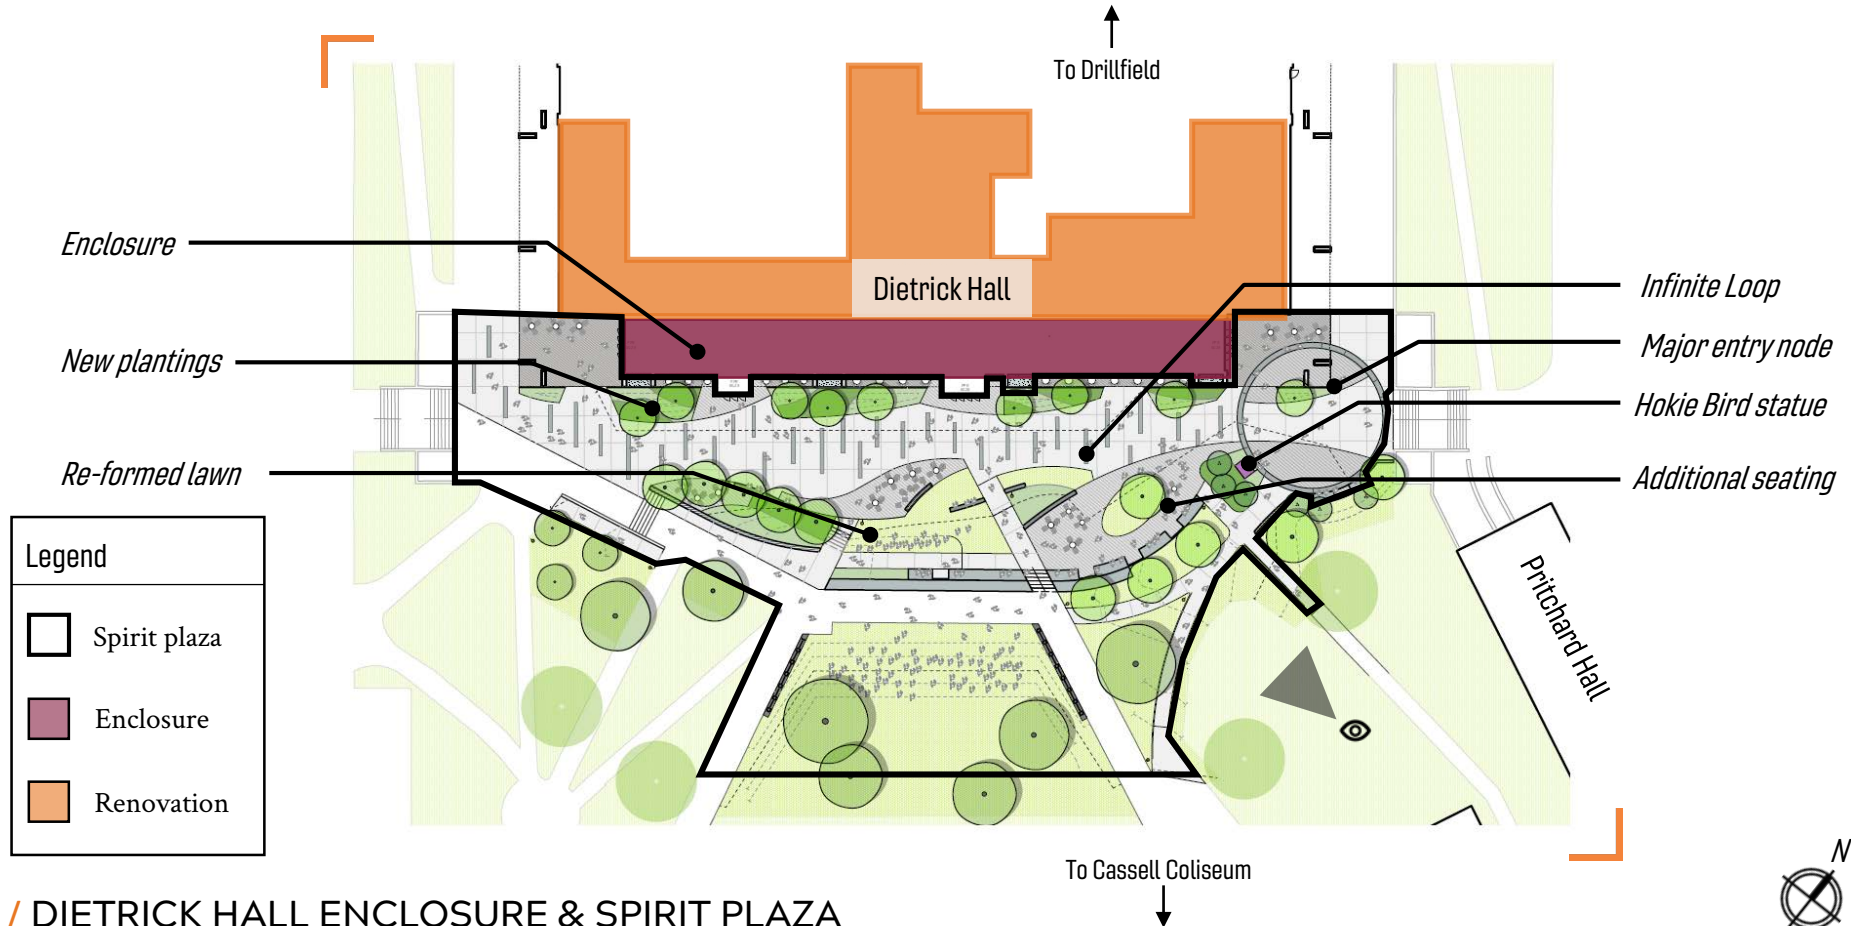 To Drillfield
Enclosure
Dietrick Hall
Infinite Loop
New plantings
Major entry node
Hokie Bird statue
Re-formed lawn
Additional seating
Legend
Spirit plaza
Enclosure
Renovation
Pritchard Hall
To Cassell Coliseum
N
/ DIETRICK HALL ENCLOSURE & SPIRIT PLAZA